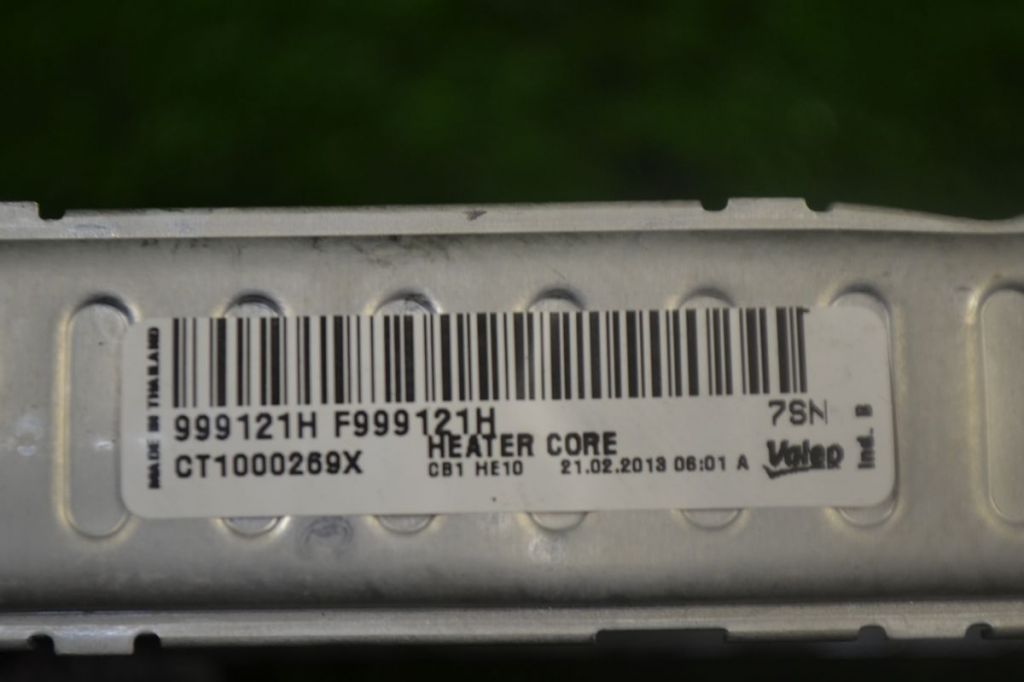 MADE IN THAILAND
999121H F999121H
7SN
HEATER CORE
CT1000269X
CB1 HE10 21.02.2013 06:01 A
Valeo
Ind. B